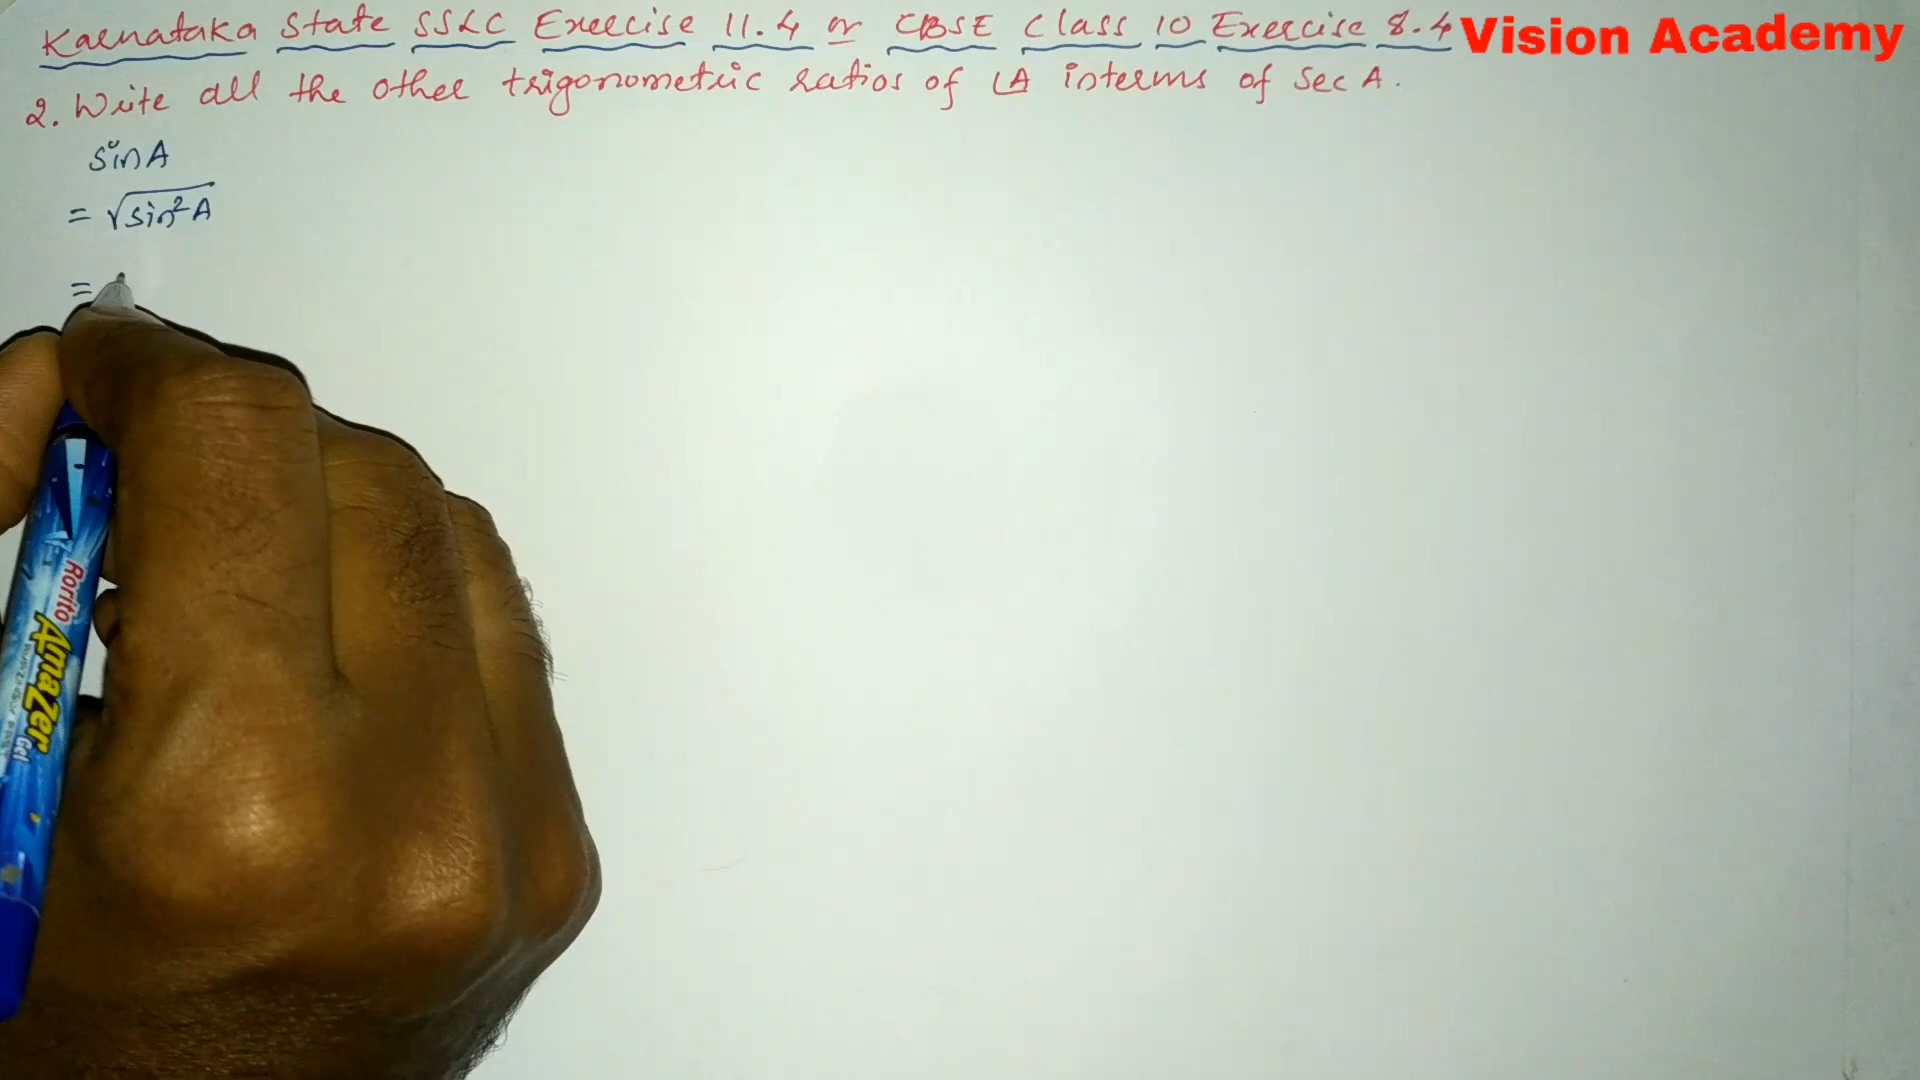 Karnataka State SSLC Exercise 11.4 or CBSE Class 10 Exercise 8.4 Vision Academy
2. Write all the other trigonometric ratios of ∠A interms of Sec A.
sin A
= √sin²A
=
Rorito AmaZer Gel